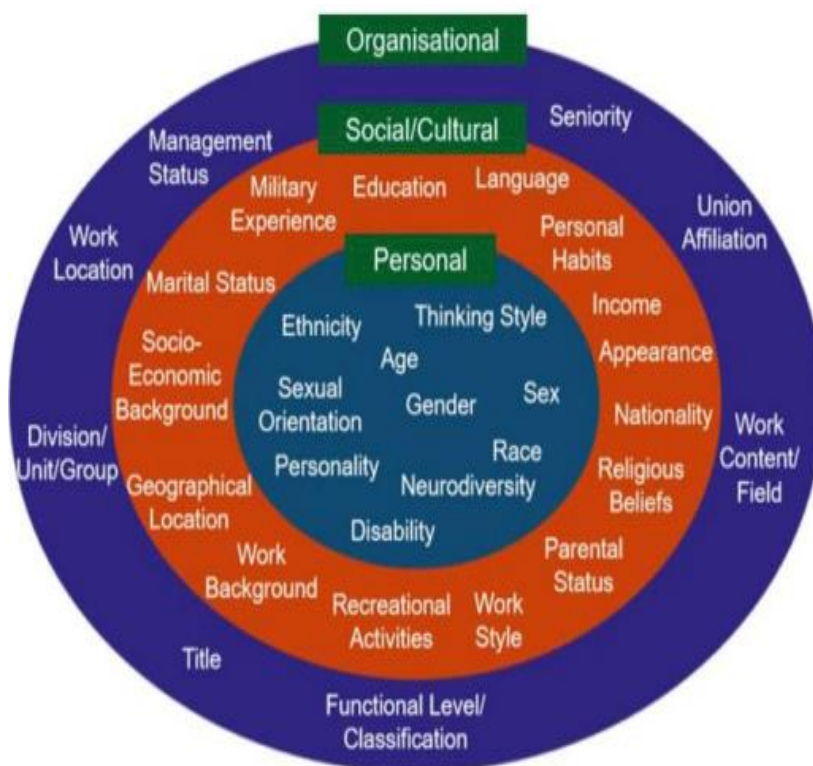 Organisational
Seniority
Management
Status
Union
Affiliation
Work
Location
Division/
Unit/Group
Work
Content/
Field
Title
Functional Level/
Classification
Social/Cultural
Military
Experience
Education
Language
Personal
Habits
Marital Status
Income
Socio-
Economic
Background
Appearance
Nationality
Geographical
Location
Religious
Beliefs
Work
Background
Parental
Status
Recreational
Activities
Work
Style
Personal
Ethnicity
Thinking Style
Age
Sexual
Orientation
Gender
Sex
Personality
Race
Neurodiversity
Disability